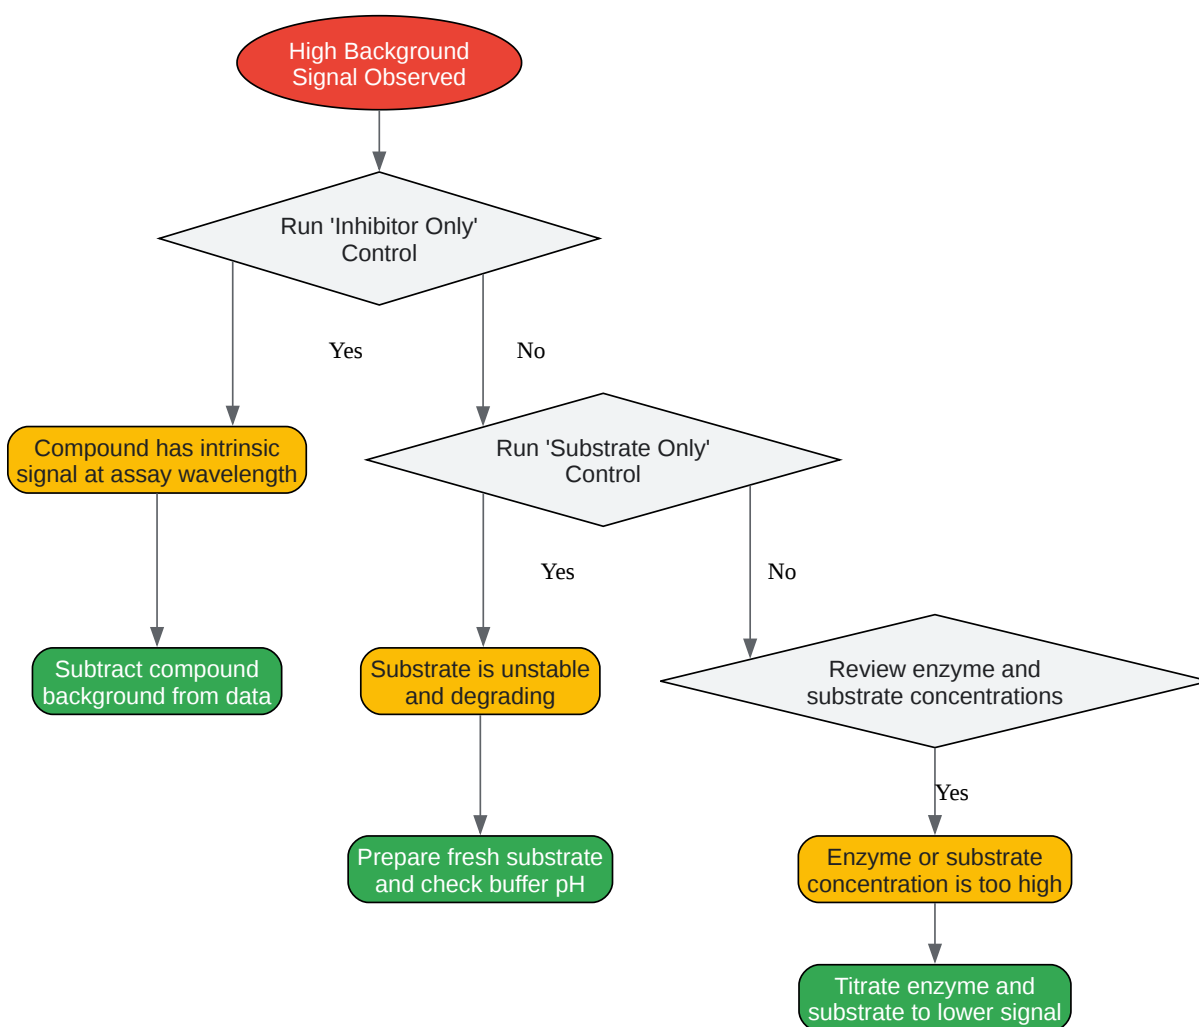 High Background
Signal Observed
Run 'Inhibitor Only'
Control
Yes
No
Compound has intrinsic
signal at assay wavelength
Run 'Substrate Only'
Control
Yes
No
Subtract compound
background from data
Substrate is unstable
and degrading
Review enzyme and
substrate concentrations
Yes
Prepare fresh substrate
and check buffer pH
Enzyme or substrate
concentration is too high
Titrate enzyme and
substrate to lower signal